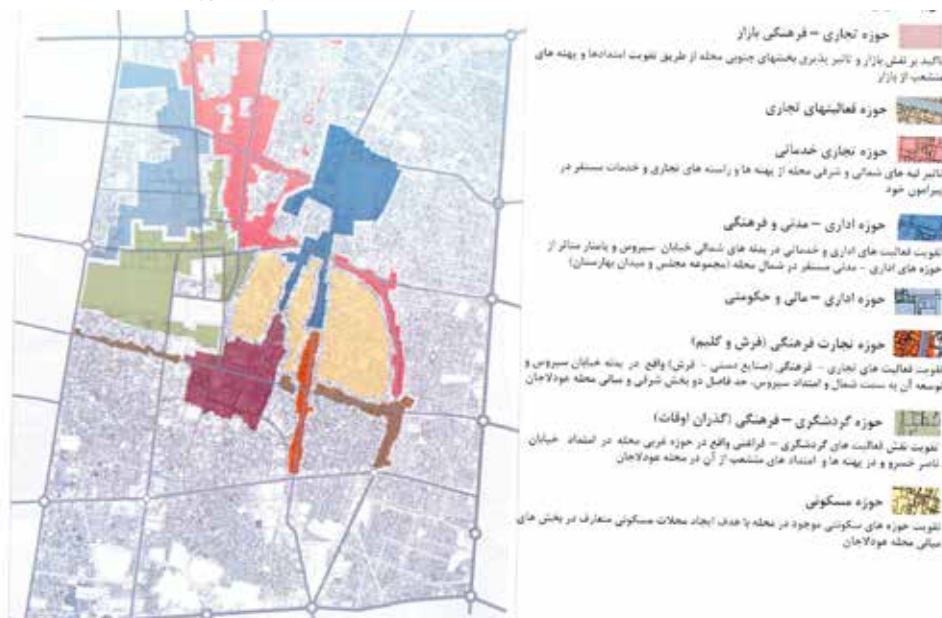 حوزه تجاری – فرهنگی بازار
تاکید بر نقش بازار و تاثیر پذیری بخشهای جنوبی محله از طریق تقویت امتدادها و پهنه های
منشعب از بازار
حوزه فعالیتهای تجاری
حوزه تجاری خدماتی
تاثیر لبه های شمالی و شرقی محله از پهنه ها و راسته های تجاری و خدمات مستقر در
پیرامون خود
حوزه اداری – مدنی و فرهنگی
تقویت فعالیت های اداری و خدماتی در بدنه های شمالی خیابان سیروس و پامنار متاثر از
حوزه های اداری – مدنی مستقر در شمال محله (مجموعه مجلس و میدان بهارستان)
حوزه اداری – مالی و حکومتی
حوزه تجارت فرهنگی (فرش و گلیم)
تقویت فعالیت های تجاری – فرهنگی (صنایع دستی – فرش) واقع در بدنه خیابان سیروس و
توسعه آن به سمت شمال و امتداد سیروس، حد فاصل دو بخش شرقی و میانی محله عودلاجان
حوزه گردشگری – فرهنگی (گذران اوقات)
تقویت نقش فعالیت های گردشگری – فراغتی واقع در حوزه غربی محله در امتداد خیابان
ناصر خسرو و در پهنه ها و امتداد های منشعب از آن در محله عودلاجان
حوزه مسکونی
تقویت حوزه های سکونتی موجود در محله با هدف ایجاد محلات مسکونی متعارف در بخش های
میانی محله عودلاجان